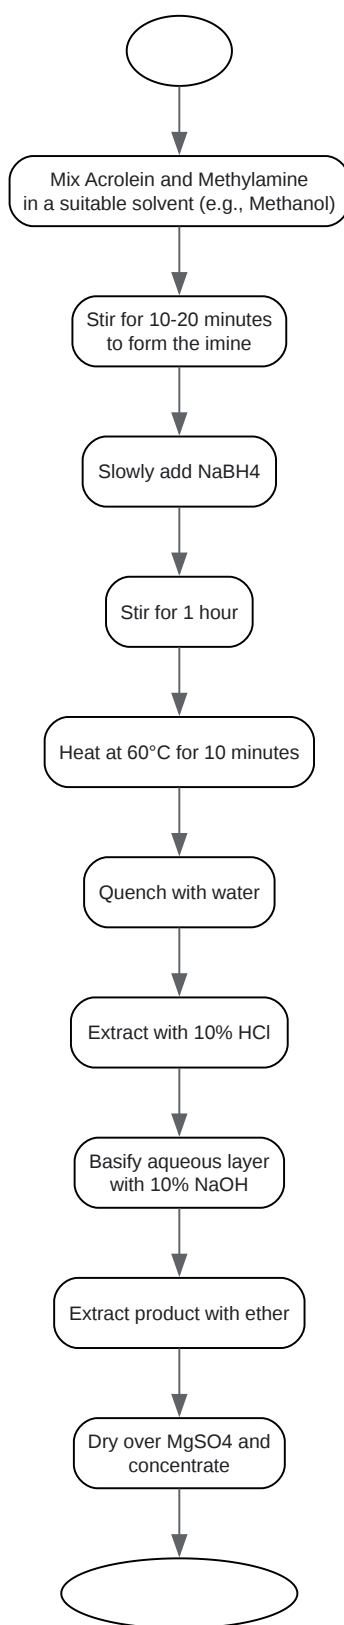 Mix Acrolein and Methylamine
in a suitable solvent (e.g., Methanol)
Stir for 10-20 minutes
to form the imine
Slowly add NaBH4
Stir for 1 hour
Heat at 60°C for 10 minutes
Quench with water
Extract with 10% HCl
Basify aqueous layer
with 10% NaOH
Extract product with ether
Dry over MgSO4 and
concentrate